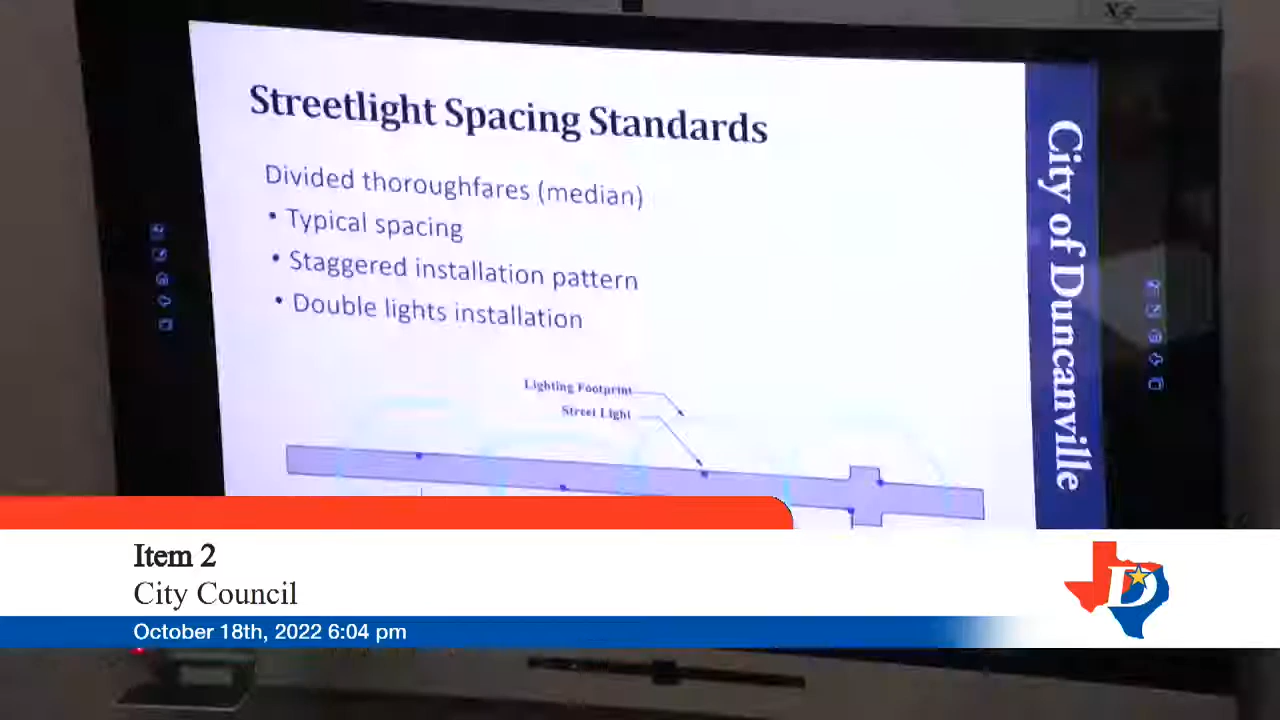 Streetlight Spacing Standards
Divided thoroughfares (median)
• Typical spacing
• Staggered installation pattern
• Double lights installation
Lighting Footprint
Street Light
City of Duncanville
Item 2
City Council
October 18th, 2022 6:04 pm
D